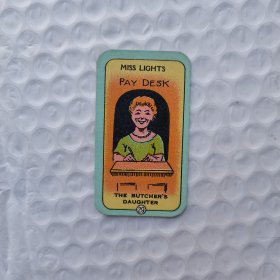 MISS LIGHTS
PAY DESK
THE BUTCHER'S
DAUGHTER